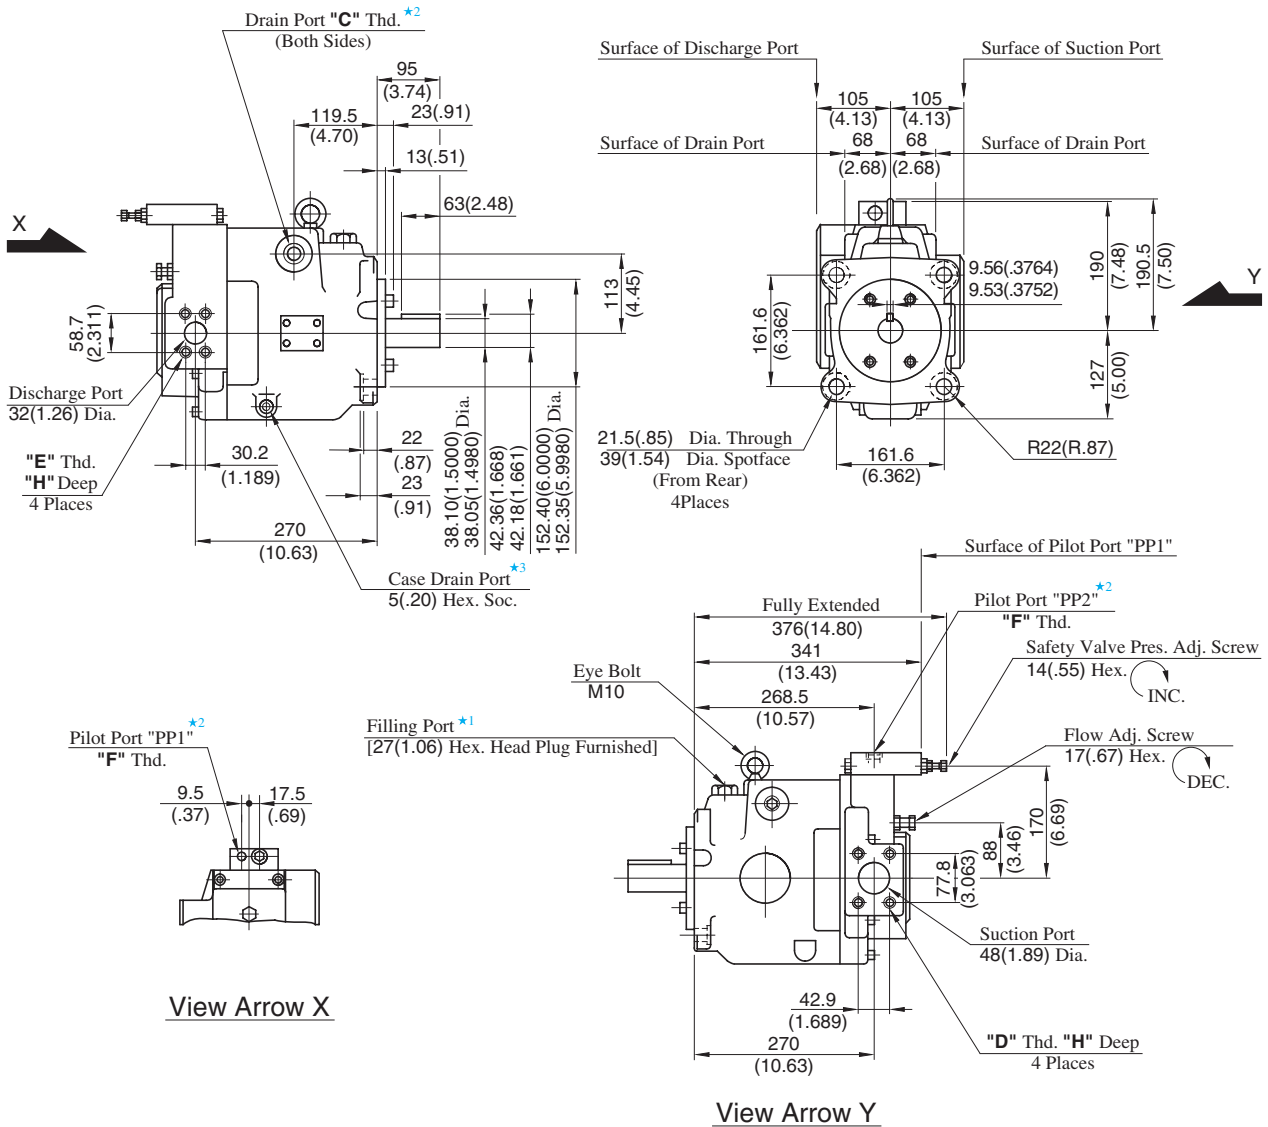 Drain Port "C" Thd. ★2
(Both Sides)
95
(3.74)
119.5
(4.70)
23(.91)
13(.51)
63(2.48)
X
113
(4.45)
58.7
(2.311)
Discharge Port
32(1.26) Dia.
"E" Thd.
"H" Deep
4 Places
30.2
(1.189)
22
(.87)
23
(.91)
270
(10.63)
38.10(1.5000)
38.05(1.4980)
Dia.
42.36(1.668)
42.18(1.661)
152.40(6.0000)
152.35(5.9980)
Dia.
Case Drain Port ★3
5(.20) Hex. Soc.
Surface of Discharge Port
Surface of Suction Port
105
(4.13)
105
(4.13)
Surface of Drain Port
68
(2.68)
68
(2.68)
Surface of Drain Port
9.56(.3764)
9.53(.3752)
190
(7.48)
190.5
(7.50)
Y
161.6
(6.362)
127
(5.00)
21.5(.85) Dia. Through
39(1.54) Dia. Spotface
(From Rear)
4Places
161.6
(6.362)
R22(R.87)
Surface of Pilot Port "PP1"
Fully Extended
376(14.80)
341
(13.43)
268.5
(10.57)
Pilot Port "PP2" ★2
"F" Thd.
Safety Valve Pres. Adj. Screw
14(.55) Hex.
INC.
Eye Bolt
M10
Filling Port ★1
[27(1.06) Hex. Head Plug Furnished]
Flow Adj. Screw
17(.67) Hex.
DEC.
170
(6.69)
88
(3.46)
77.8
(3.063)
Suction Port
48(1.89) Dia.
42.9
(1.689)
270
(10.63)
"D" Thd. "H" Deep
4 Places
View Arrow Y
Pilot Port "PP1" ★2
"F" Thd.
9.5
(.37)
17.5
(.69)
View Arrow X